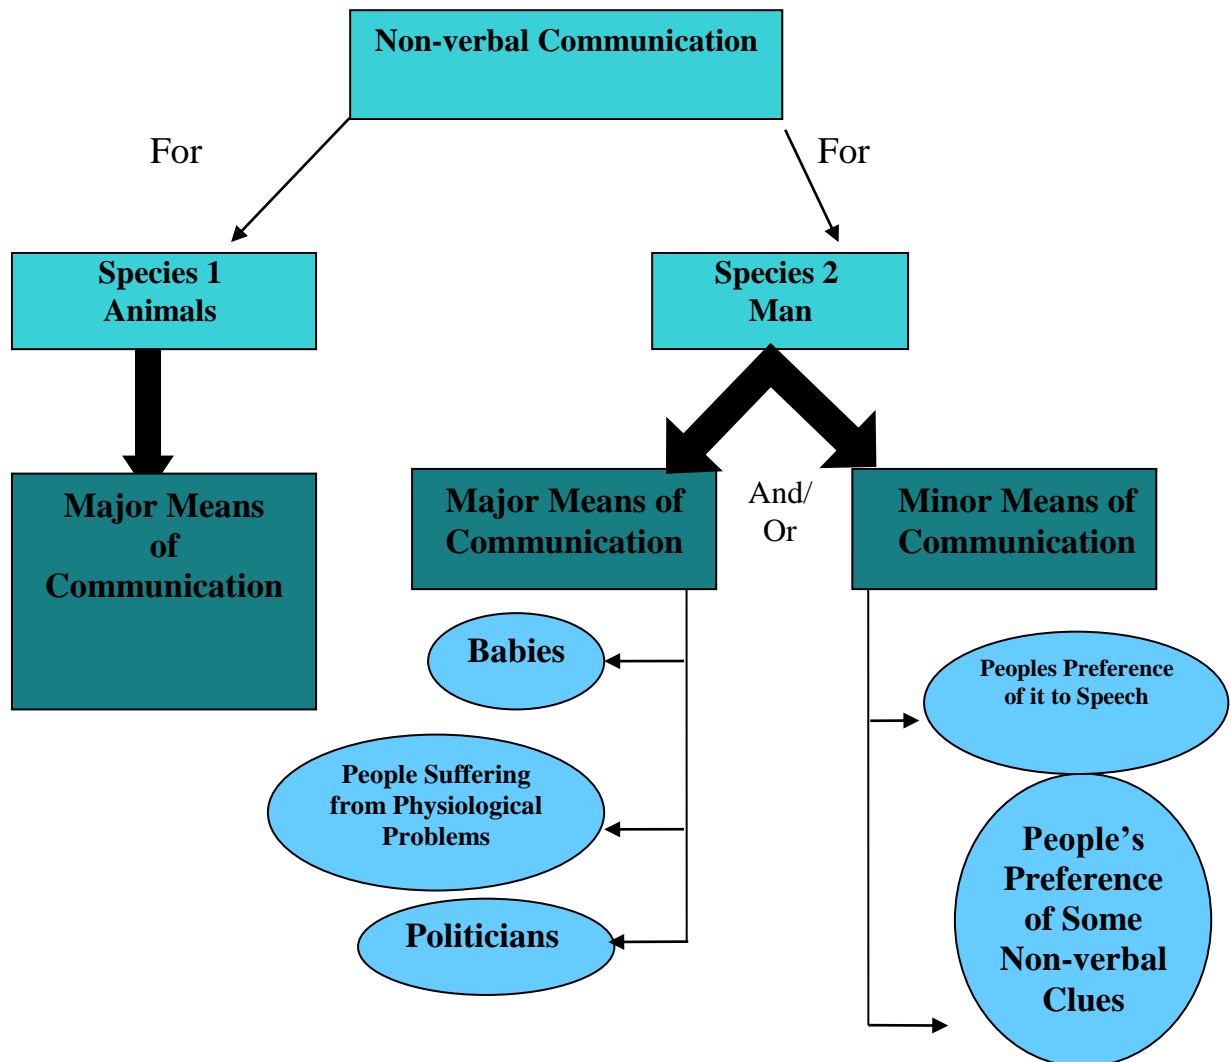 Non-verbal Communication
For
For
Species 1
Animals
Species 2
Man
Major Means
of
Communication
Major Means of
Communication
And/
Or
Minor Means of
Communication
Babies
People Suffering
from Physiological
Problems
Politicians
Peoples Preference
of it to Speech
People’s
Preference
of Some
Non-verbal
Clues